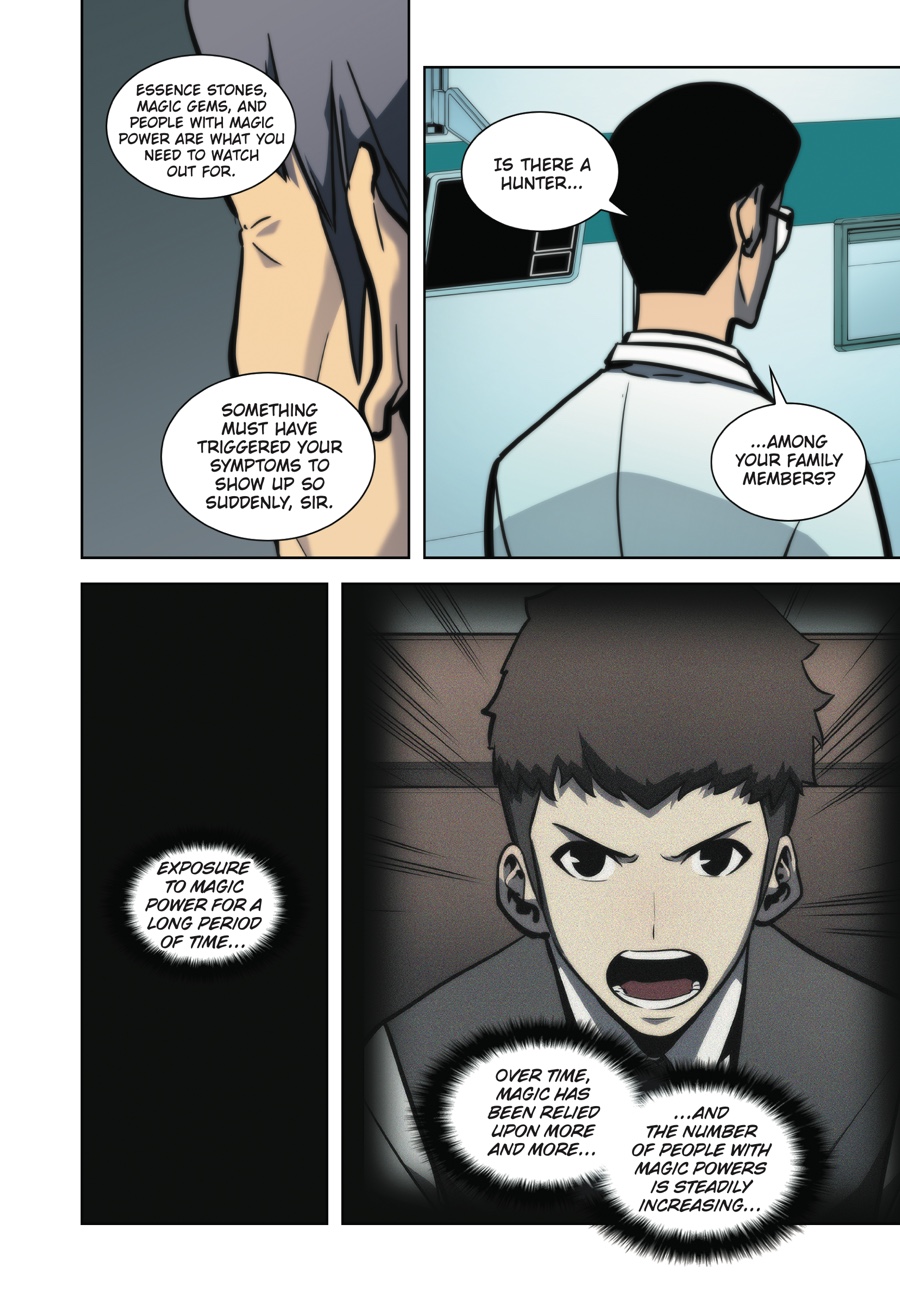 ESSENCE STONES,
MAGIC GEMS, AND
PEOPLE WITH MAGIC
POWER ARE WHAT YOU
NEED TO WATCH
OUT FOR.
SOMETHING
MUST HAVE
TRIGGERED YOUR
SYMPTOMS TO
SHOW UP SO
SUDDENLY, SIR.
IS THERE A
HUNTER...
...AMONG
YOUR FAMILY
MEMBERS?
EXPOSURE
TO MAGIC
POWER FOR A
LONG PERIOD
OF TIME...
OVER TIME,
MAGIC HAS
BEEN RELIED
UPON MORE
AND MORE...
...AND
THE NUMBER
OF PEOPLE WITH
MAGIC POWERS
IS STEADILY
INCREASING...